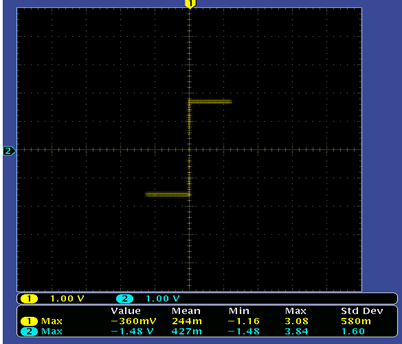 1
2
1 1.00 V 2 1.00 V
Value Mean Min Max Std Dev
1 Max −360mV 244m −1.16 3.08 580m
2 Max −1.48 V 427m −1.48 3.84 1.60